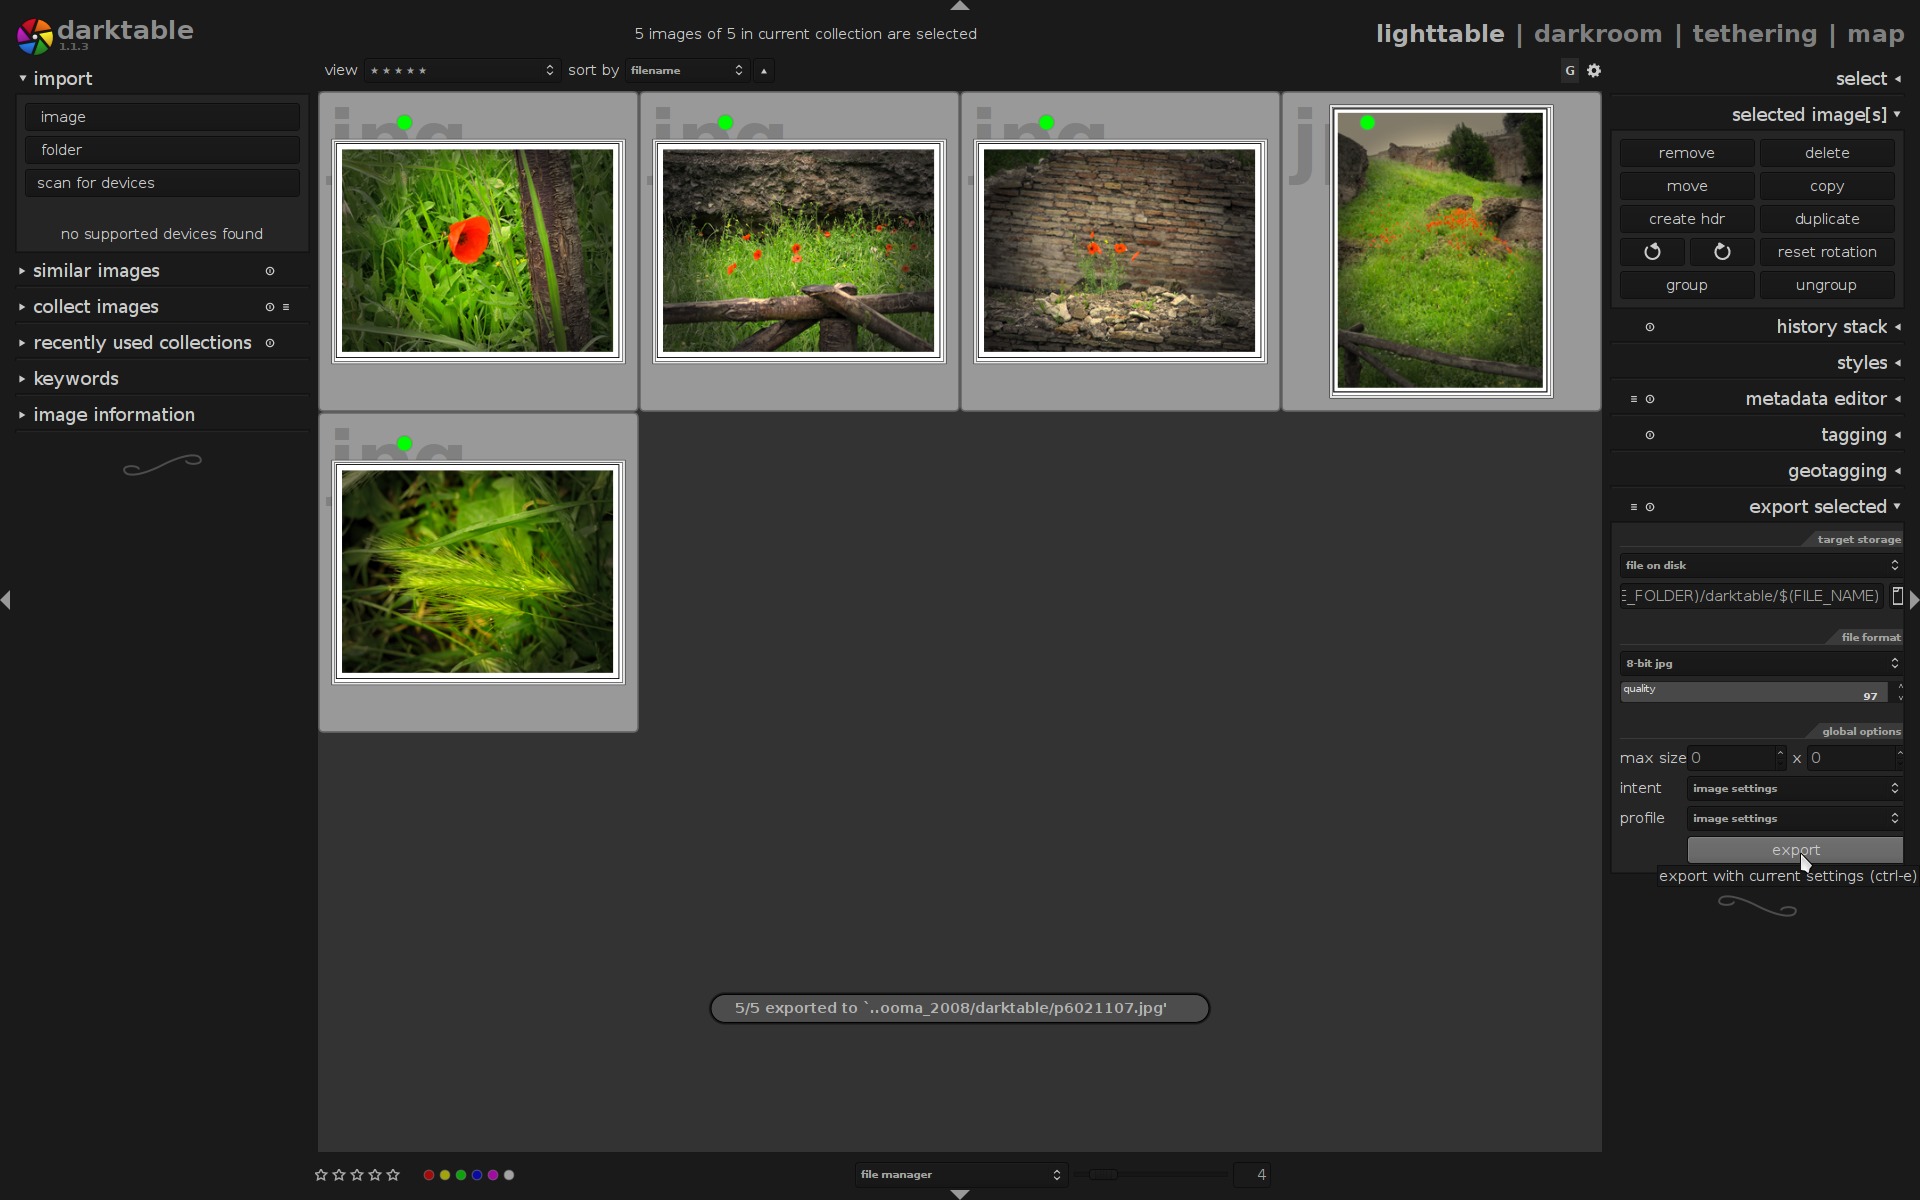 darktable
1.1.3
5 images of 5 in current collection are selected
lighttable | darkroom | tethering | map
import
image
folder
scan for devices
no supported devices found
similar images
collect images
recently used collections
keywords
image information
view ★ ★ ★ ★ ★ sort by filename
G
jpg
jpg
jpg
jpg
jpg
select
selected image[s]
remove delete
move copy
create hdr duplicate
reset rotation
group ungroup
history stack
styles
metadata editor
tagging
geotagging
export selected
target storage
file on disk
E_FOLDER)/darktable/$(FILE_NAME)
file format
8-bit jpg
quality 97
global options
max size 0 x 0
intent image settings
profile image settings
export
export with current settings (ctrl-e)
5/5 exported to `..ooma_2008/darktable/p6021107.jpg'
file manager 4